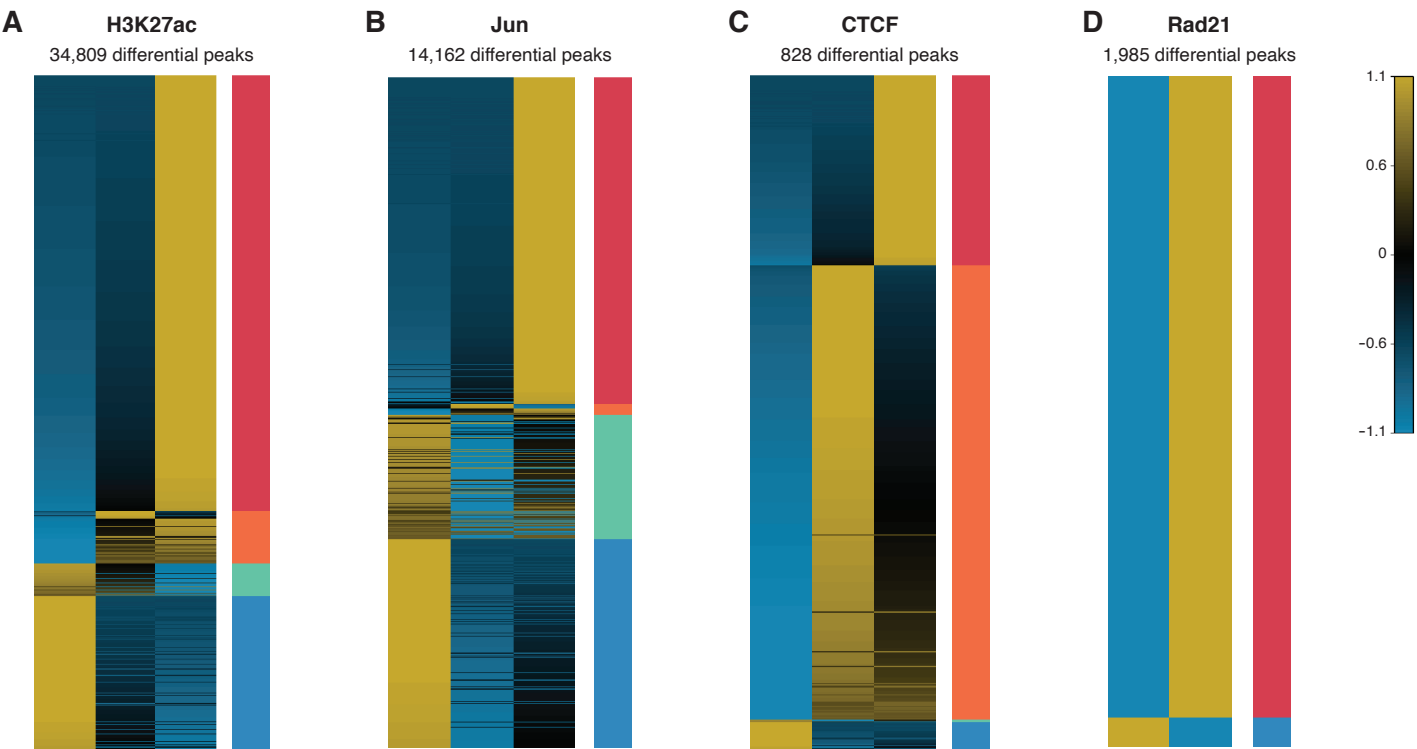 A
H3K27ac
34,809 differential peaks
B
Jun
14,162 differential peaks
C
CTCF
828 differential peaks
D
Rad21
1,985 differential peaks
1.1
0.6
0
−0.6
−1.1